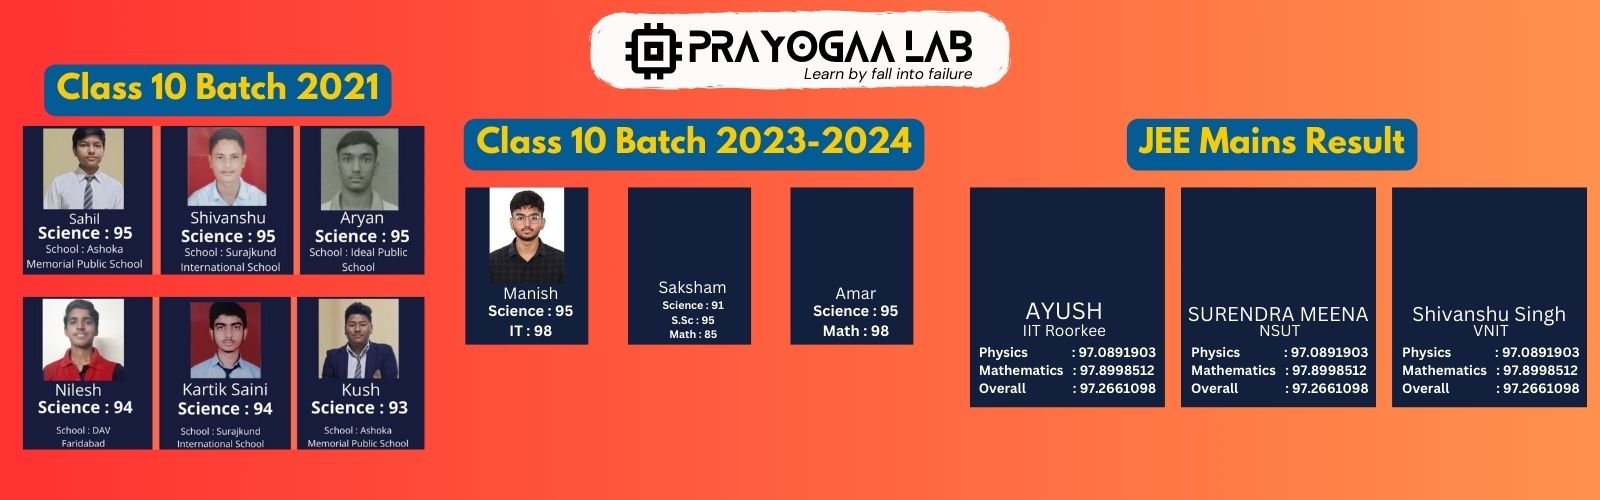 PRAYOGAA LAB
Learn by fall into failure
Class 10 Batch 2021
Sahil
Science : 95
School : Ashoka
Memorial Public School
Shivanshu
Science : 95
School : Surajkund
International School
Aryan
Science : 95
School : Ideal Public
School
Nilesh
Science : 94
School : DAV
Faridabad
Kartik Saini
Science : 94
School : Surajkund
International School
Kush
Science : 93
School : Ashoka
Memorial Public School
Class 10 Batch 2023-2024
Manish
Science : 95
IT : 98
Saksham
Science : 91
S.Sc : 95
Math : 85
Amar
Science : 95
Math : 98
JEE Mains Result
AYUSH
IIT Roorkee
Physics : 97.0891903
Mathematics : 97.8998512
Overall : 97.2661098
SURENDRA MEENA
NSUT
Physics : 97.0891903
Mathematics : 97.8998512
Overall : 97.2661098
Shivanshu Singh
VNIT
Physics : 97.0891903
Mathematics : 97.8998512
Overall : 97.2661098